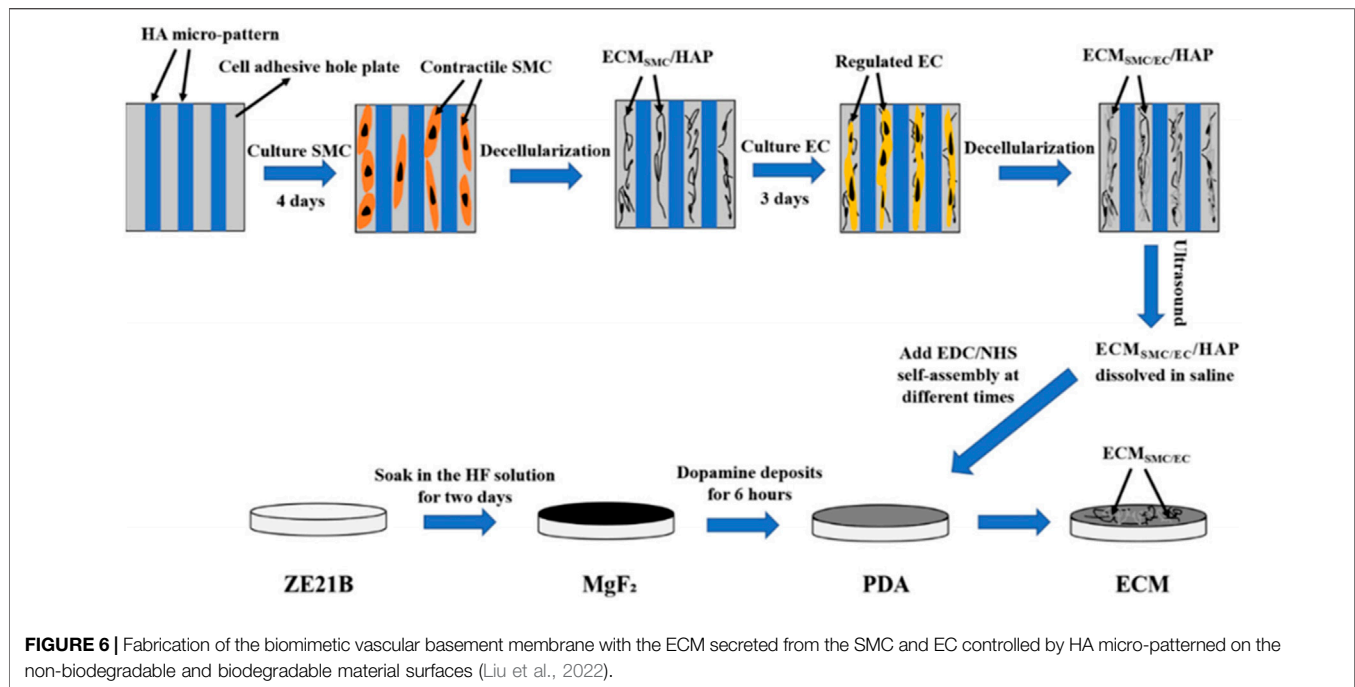 HA micro-pattern
Cell adhesive hole plate
Contractile SMC
ECMSMC/HAP
Regulated EC
ECMSMC/EC/HAP
Culture SMC
4 days
Decellularization
Culture EC
3 days
Decellularization
Ultrasound
Add EDC/NHS
self-assembly at
different times
ECMSMC/EC/HAP
dissolved in saline
Soak in the HF solution
for two days
Dopamine deposits
for 6 hours
ECMSMC/EC
ZE21B
MgF₂
PDA
ECM
FIGURE 6 | Fabrication of the biomimetic vascular basement membrane with the ECM secreted from the SMC and EC controlled by HA micro-patterned on the
non-biodegradable and biodegradable material surfaces (Liu et al., 2022).